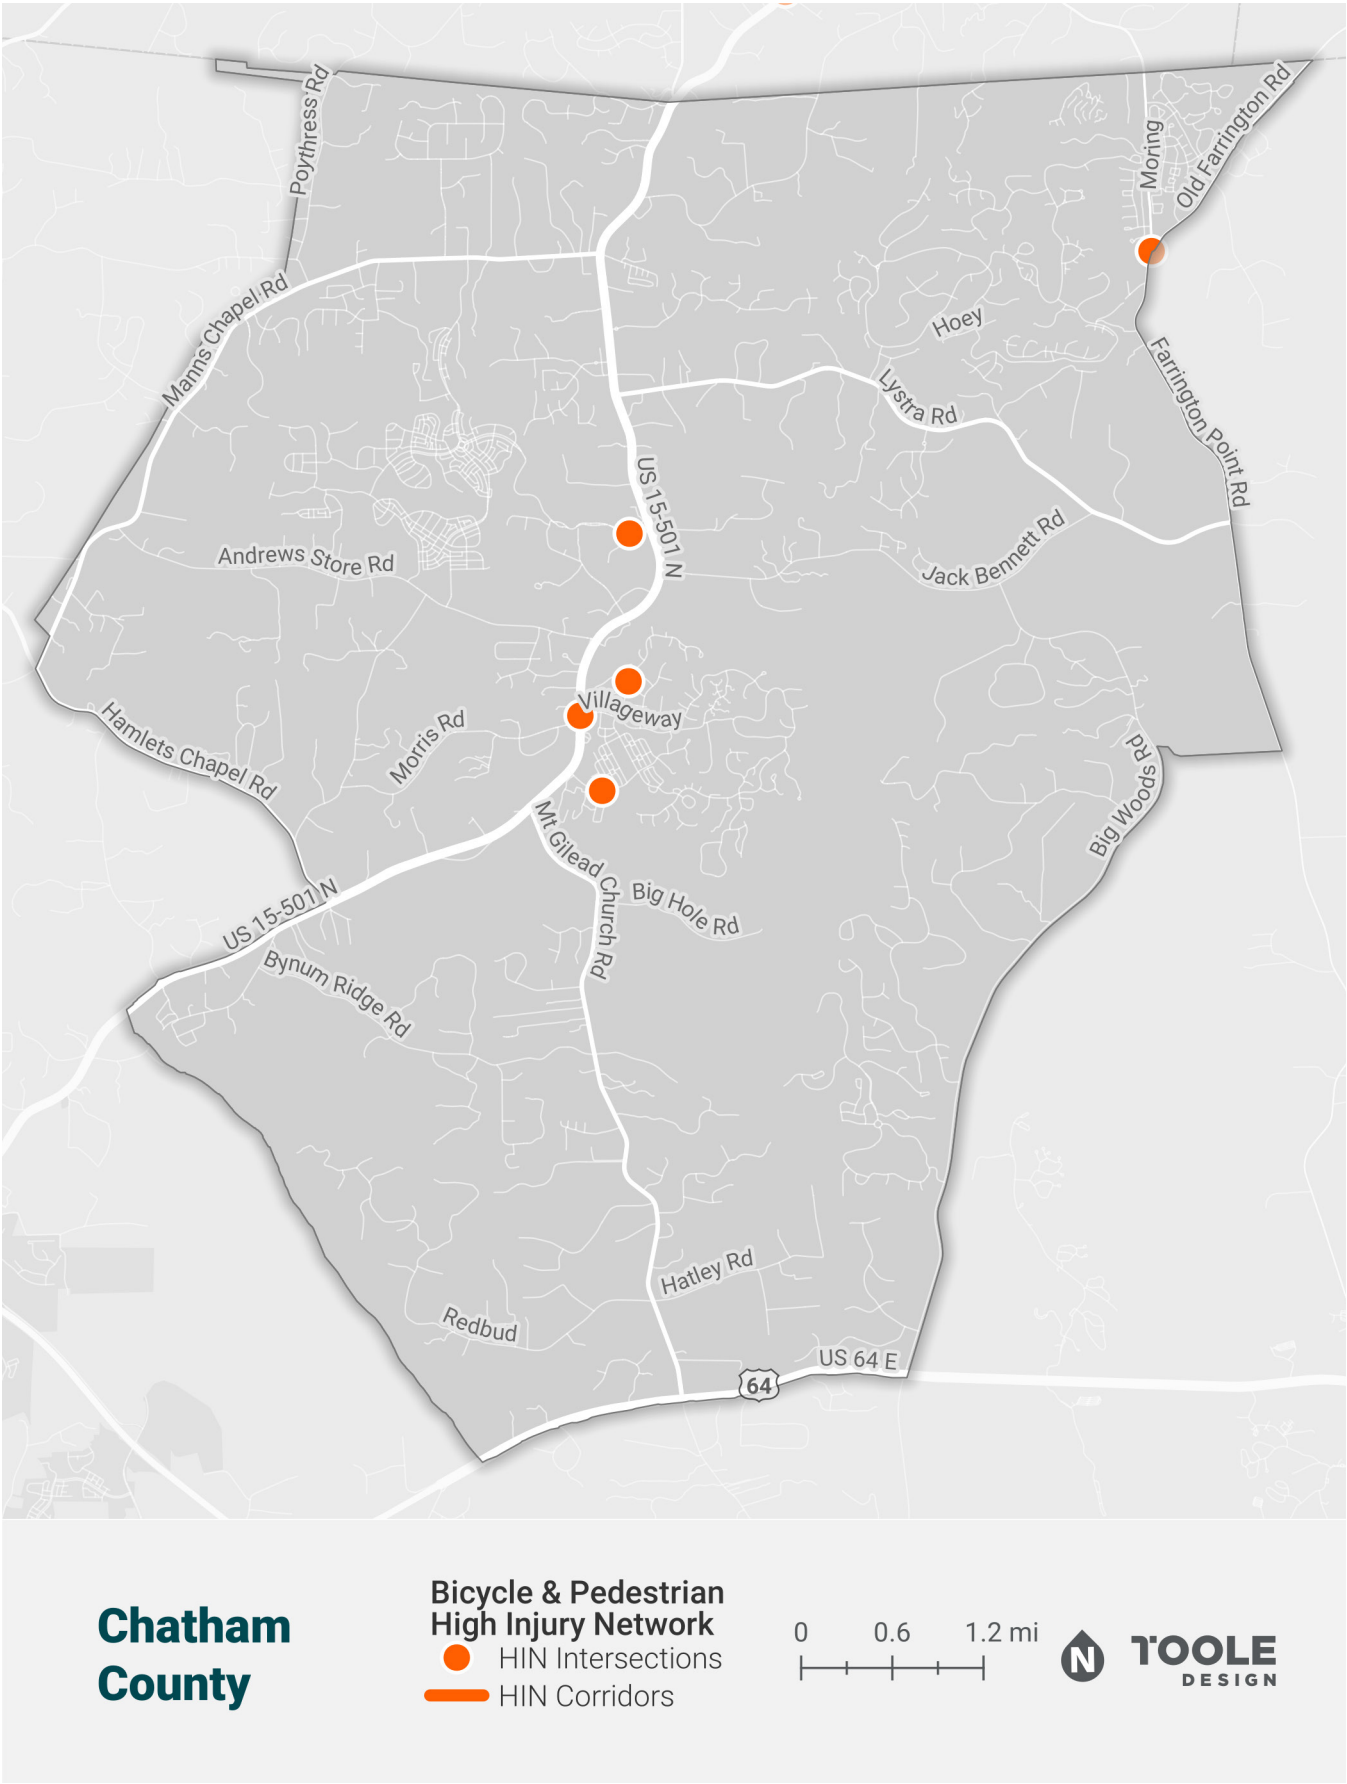 Poythress Rd
Moring
Old Farrington Rd
Manns Chapel Rd
Hoey
Farrington Point Rd
Lystra Rd
US 15-501 N
Andrews Store Rd
Jack Bennett Rd
Villageway
Hamlets Chapel Rd
Morris Rd
Big Woods Rd
Mt Gilead Church Rd
Big Hole Rd
US 15-501 N
Bynum Ridge Rd
Hatley Rd
Redbud
US 64 E
64
Chatham
County
Bicycle & Pedestrian
High Injury Network
HIN Intersections
HIN Corridors
0 0.6 1.2 mi
N
TOOLE
DESIGN